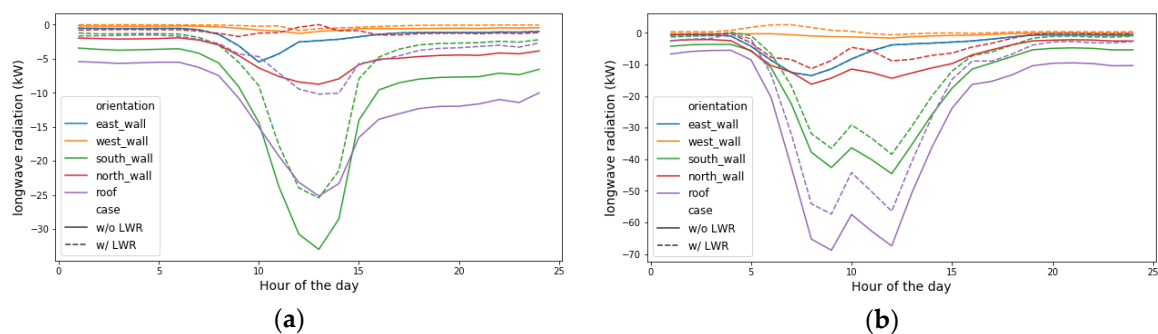 0
−5
−10
−15
−20
−25
−30
longwave radiation (kW)
orientation
east_wall
west_wall
south_wall
north_wall
roof
case
w/o LWR
w/ LWR
0 5 10 15 20 25
Hour of the day
(a)
0
−10
−20
−30
−40
−50
−60
−70
longwave radiation (kW)
orientation
east_wall
west_wall
south_wall
north_wall
roof
case
w/o LWR
w/ LWR
0 5 10 15 20 25
Hour of the day
(b)